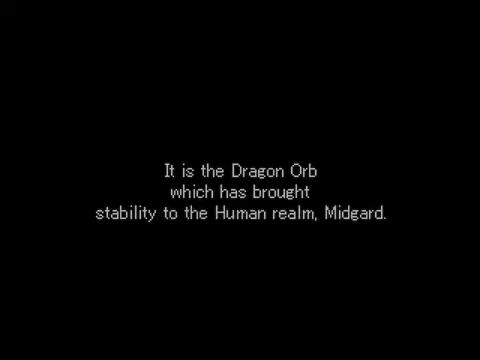 It is the Dragon Orb
which has brought
stability to the Human realm, Midgard.